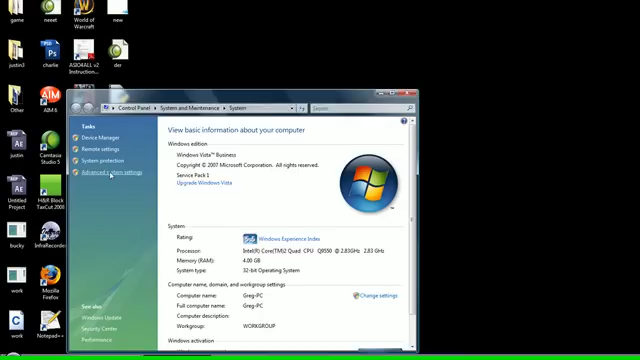 game
neeet
World of
Warcraft
new
justin3
charlie
ASIO4ALL v2
Instruction...
der
Other
AIM 6
justin
Camtasia
Studio 5
Untitled
Project
H&R Block
TaxCut 2008
bucky
InfraRecorder
work
Mozilla
Firefox
work
Notepad++
Control Panel
System and Maintenance
System
Search
Tasks
Device Manager
Remote settings
System protection
Advanced system settings
See also
Windows Update
Security Center
Performance
View basic information about your computer
Windows edition
Windows Vista™ Business
Copyright © 2007 Microsoft Corporation. All rights reserved.
Service Pack 1
Upgrade Windows Vista
System
Rating:
Windows Experience Index
Processor:
Intel(R) Core(TM)2 Quad CPU Q9550 @ 2.83GHz 2.83 GHz
Memory (RAM):
4.00 GB
System type:
32-bit Operating System
Computer name, domain, and workgroup settings
Computer name:
Greg-PC
Change settings
Full computer name:
Greg-PC
Computer description:
Workgroup:
WORKGROUP
Windows activation